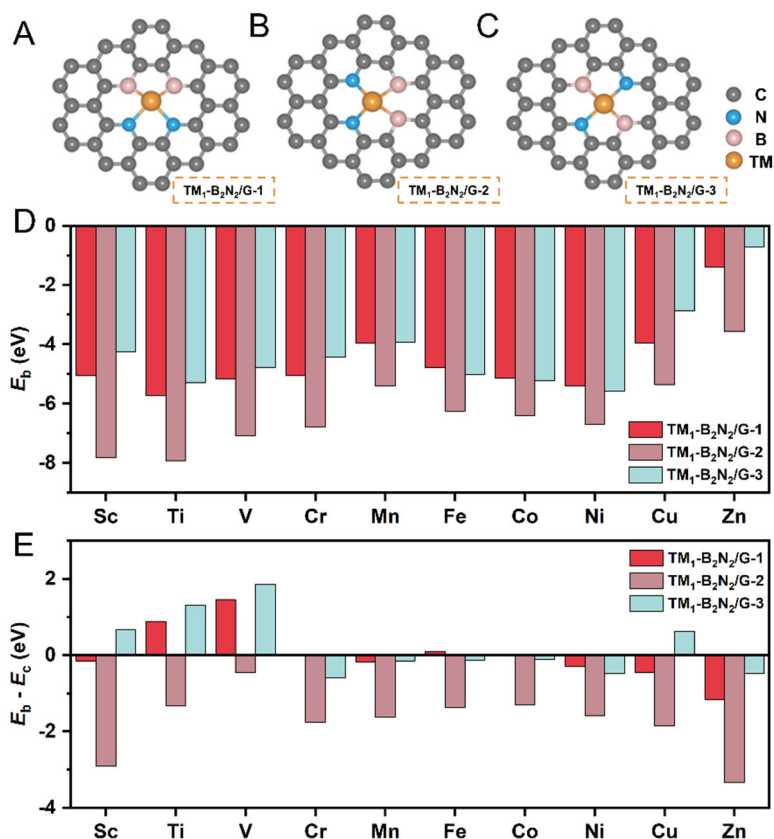 A
B
C
C
N
B
TM
TM₁-B₂N₂/G-1
TM₁-B₂N₂/G-2
TM₁-B₂N₂/G-3
D
0
-2
-4
-6
-8
E_b (eV)
TM₁-B₂N₂/G-1
TM₁-B₂N₂/G-2
TM₁-B₂N₂/G-3
Sc Ti V Cr Mn Fe Co Ni Cu Zn
E
2
0
-2
-4
E_b - E_c (eV)
TM₁-B₂N₂/G-1
TM₁-B₂N₂/G-2
TM₁-B₂N₂/G-3
Sc Ti V Cr Mn Fe Co Ni Cu Zn